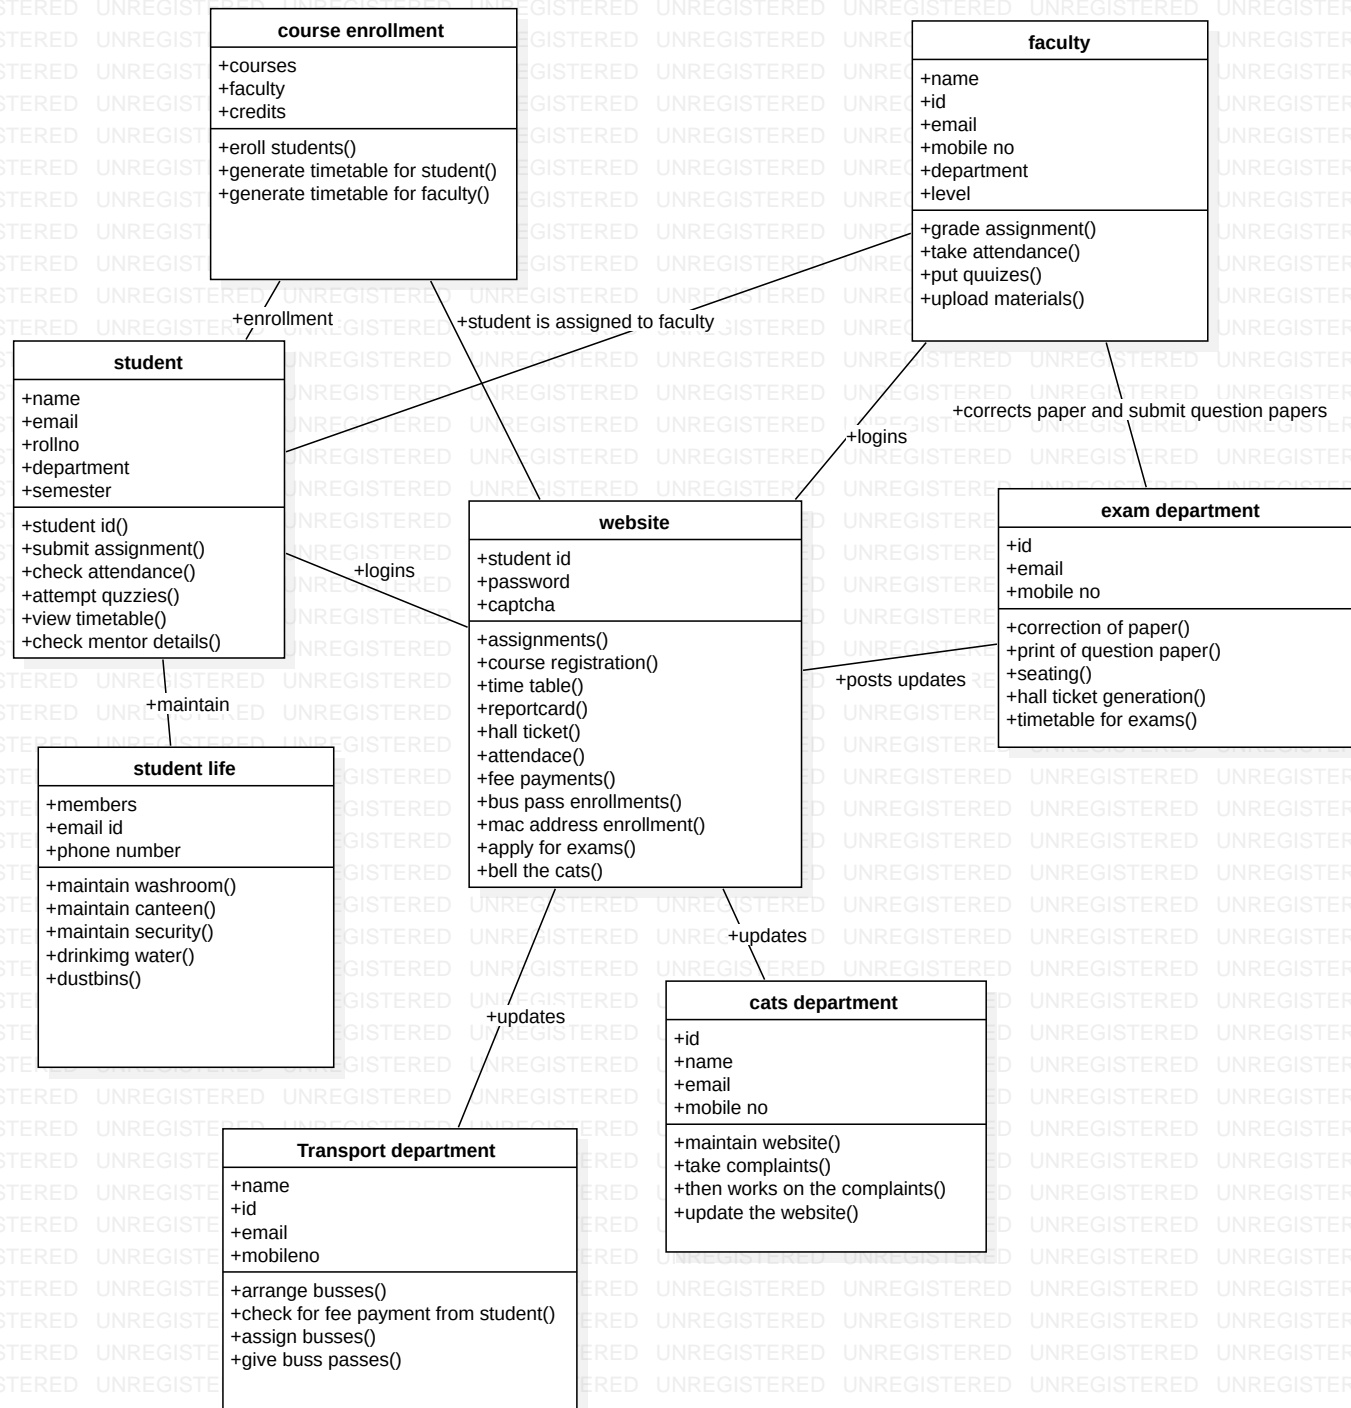 course enrollment
+courses
+faculty
+credits
+eroll students()
+generate timetable for student()
+generate timetable for faculty()
faculty
+name
+id
+email
+mobile no
+department
+level
+grade assignment()
+take attendance()
+put quuizes()
+upload materials()
+enrollment
+student is assigned to faculty
student
+name
+email
+rollno
+department
+semester
+student id()
+submit assignment()
+check attendance()
+attempt quzzies()
+view timetable()
+check mentor details()
+logins
+corrects paper and submit question papers
+logins
website
+student id
+password
+captcha
+assignments()
+course registration()
+time table()
+reportcard()
+hall ticket()
+attendace()
+fee payments()
+bus pass enrollments()
+mac address enrollment()
+apply for exams()
+bell the cats()
exam department
+id
+email
+mobile no
+correction of paper()
+print of question paper()
+seating()
+hall ticket generation()
+timetable for exams()
+posts updates
+maintain
student life
+members
+email id
+phone number
+maintain washroom()
+maintain canteen()
+maintain security()
+drinkimg water()
+dustbins()
+updates
+updates
cats department
+id
+name
+email
+mobile no
+maintain website()
+take complaints()
+then works on the complaints()
+update the website()
Transport department
+name
+id
+email
+mobileno
+arrange busses()
+check for fee payment from student()
+assign busses()
+give buss passes()
UNREGISTERED